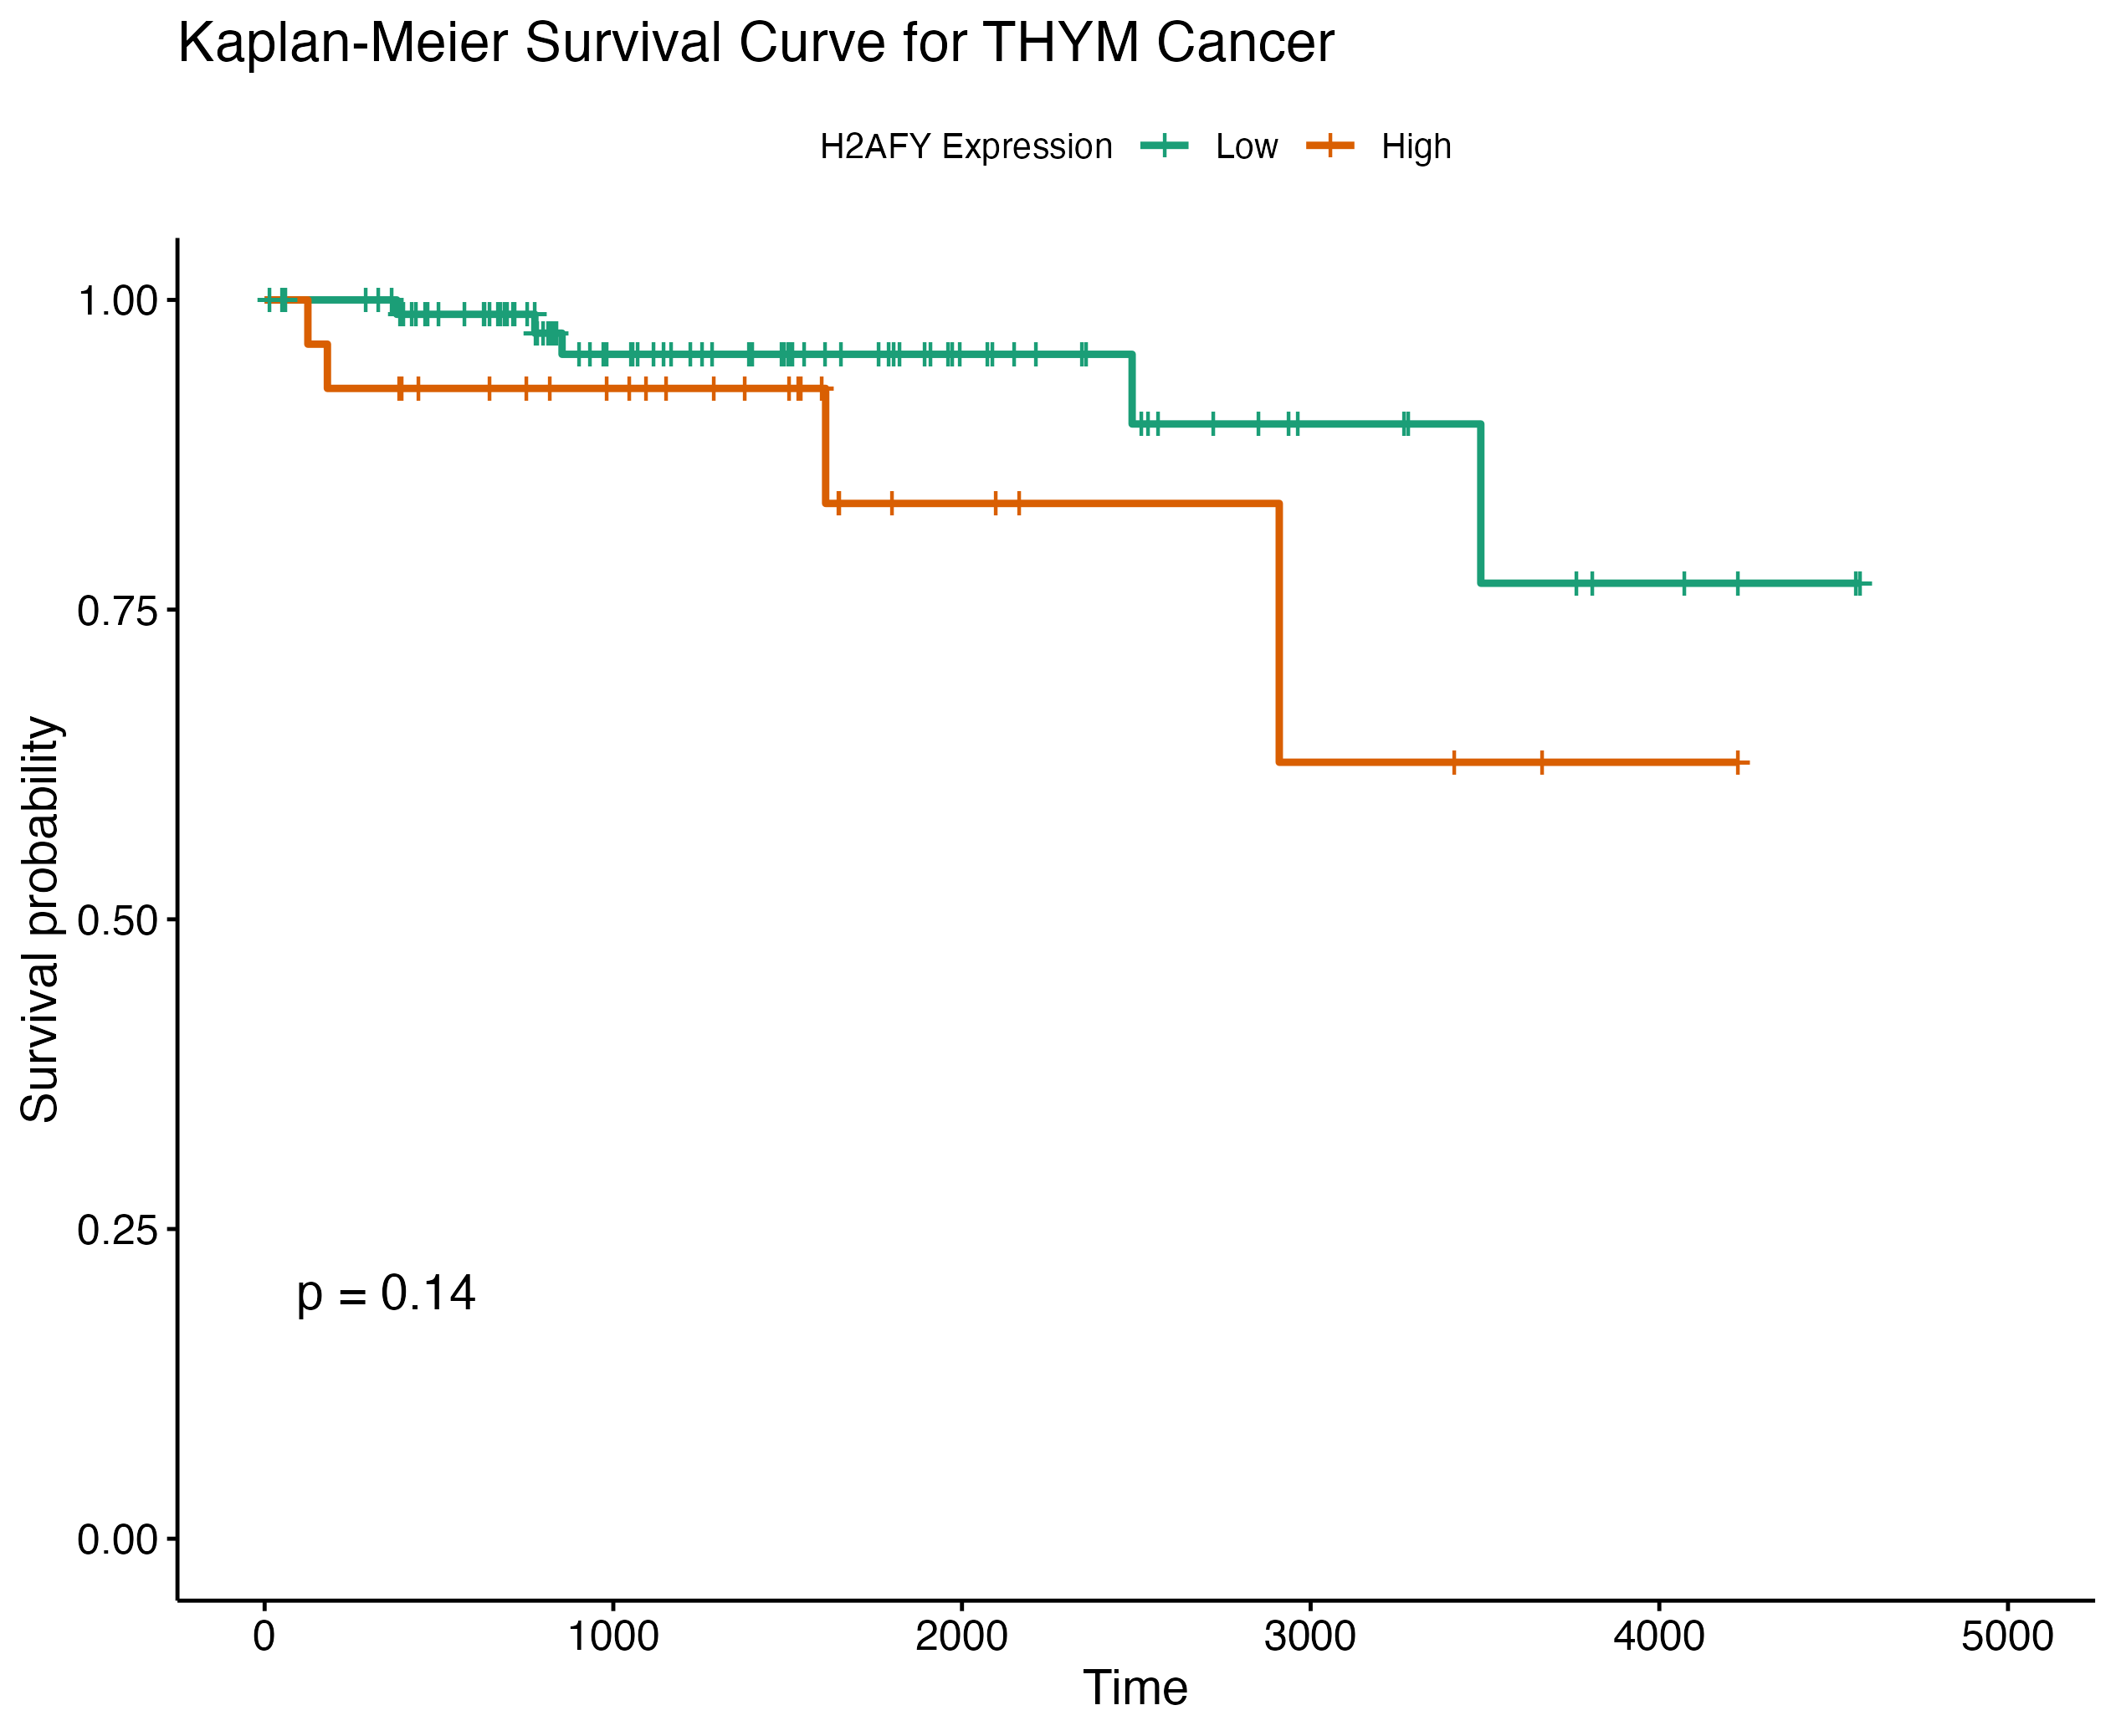 Kaplan-Meier Survival Curve for THYM Cancer
H2AFY Expression Low High
Survival probability
1.00
0.75
0.50
0.25
0.00
p = 0.14
0 1000 2000 3000 4000 5000
Time